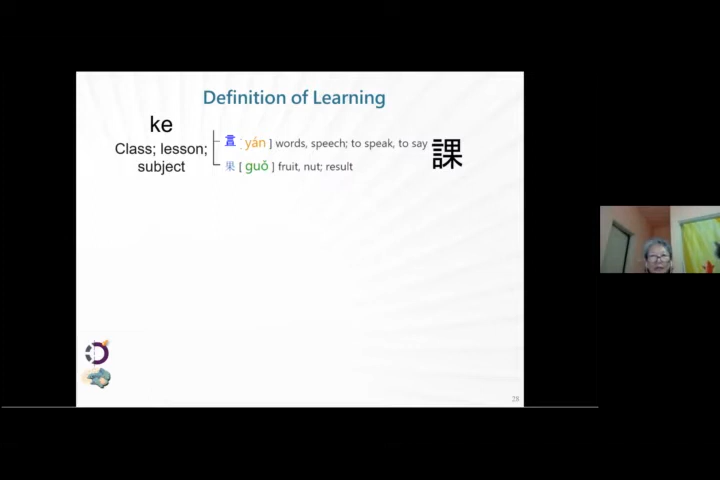 Definition of Learning
ke
Class; lesson;
subject
言 [ yán ] words, speech; to speak, to say
果 [ guǒ ] fruit, nut; result
課
28